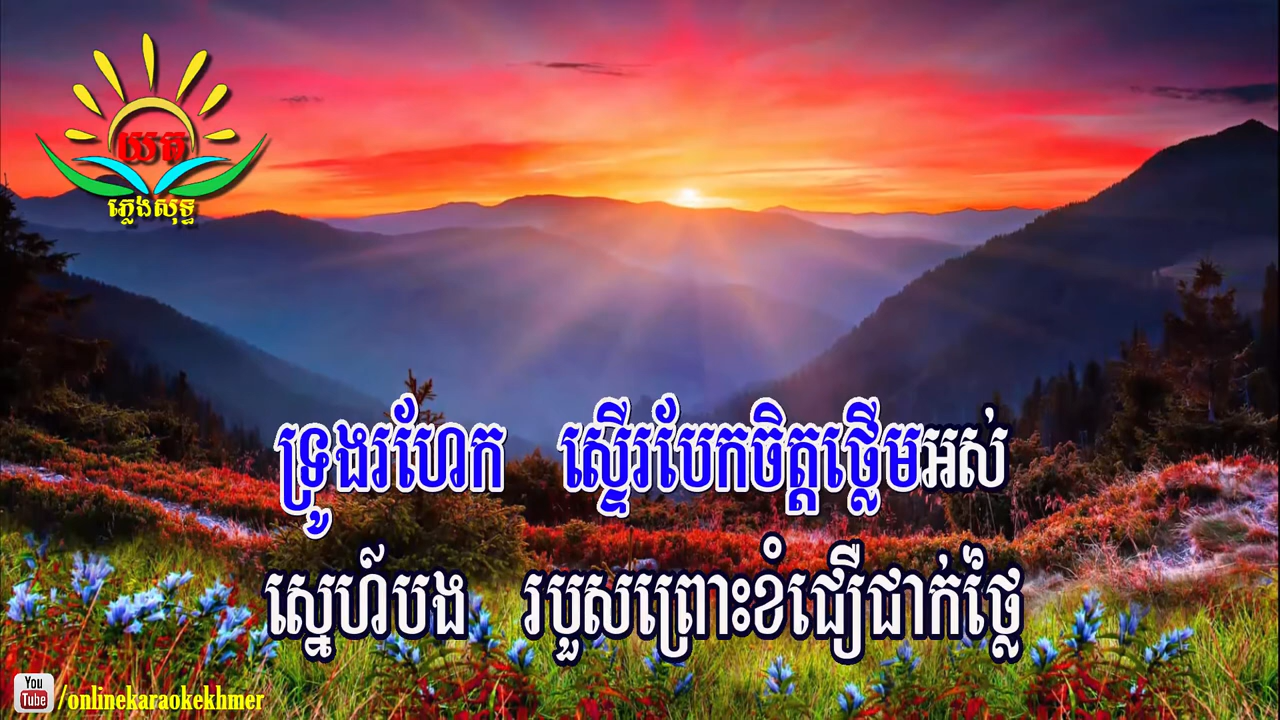 យត
ភ្លេងសុទ្ធ
ទ្រូងរហែក ស្ទើរបែកចិត្តថ្លើមអស់
ស្នេហ៍បង របួសព្រោះខំជឿជាក់ថ្លៃ
You
Tube /onlinekaraokekhmer